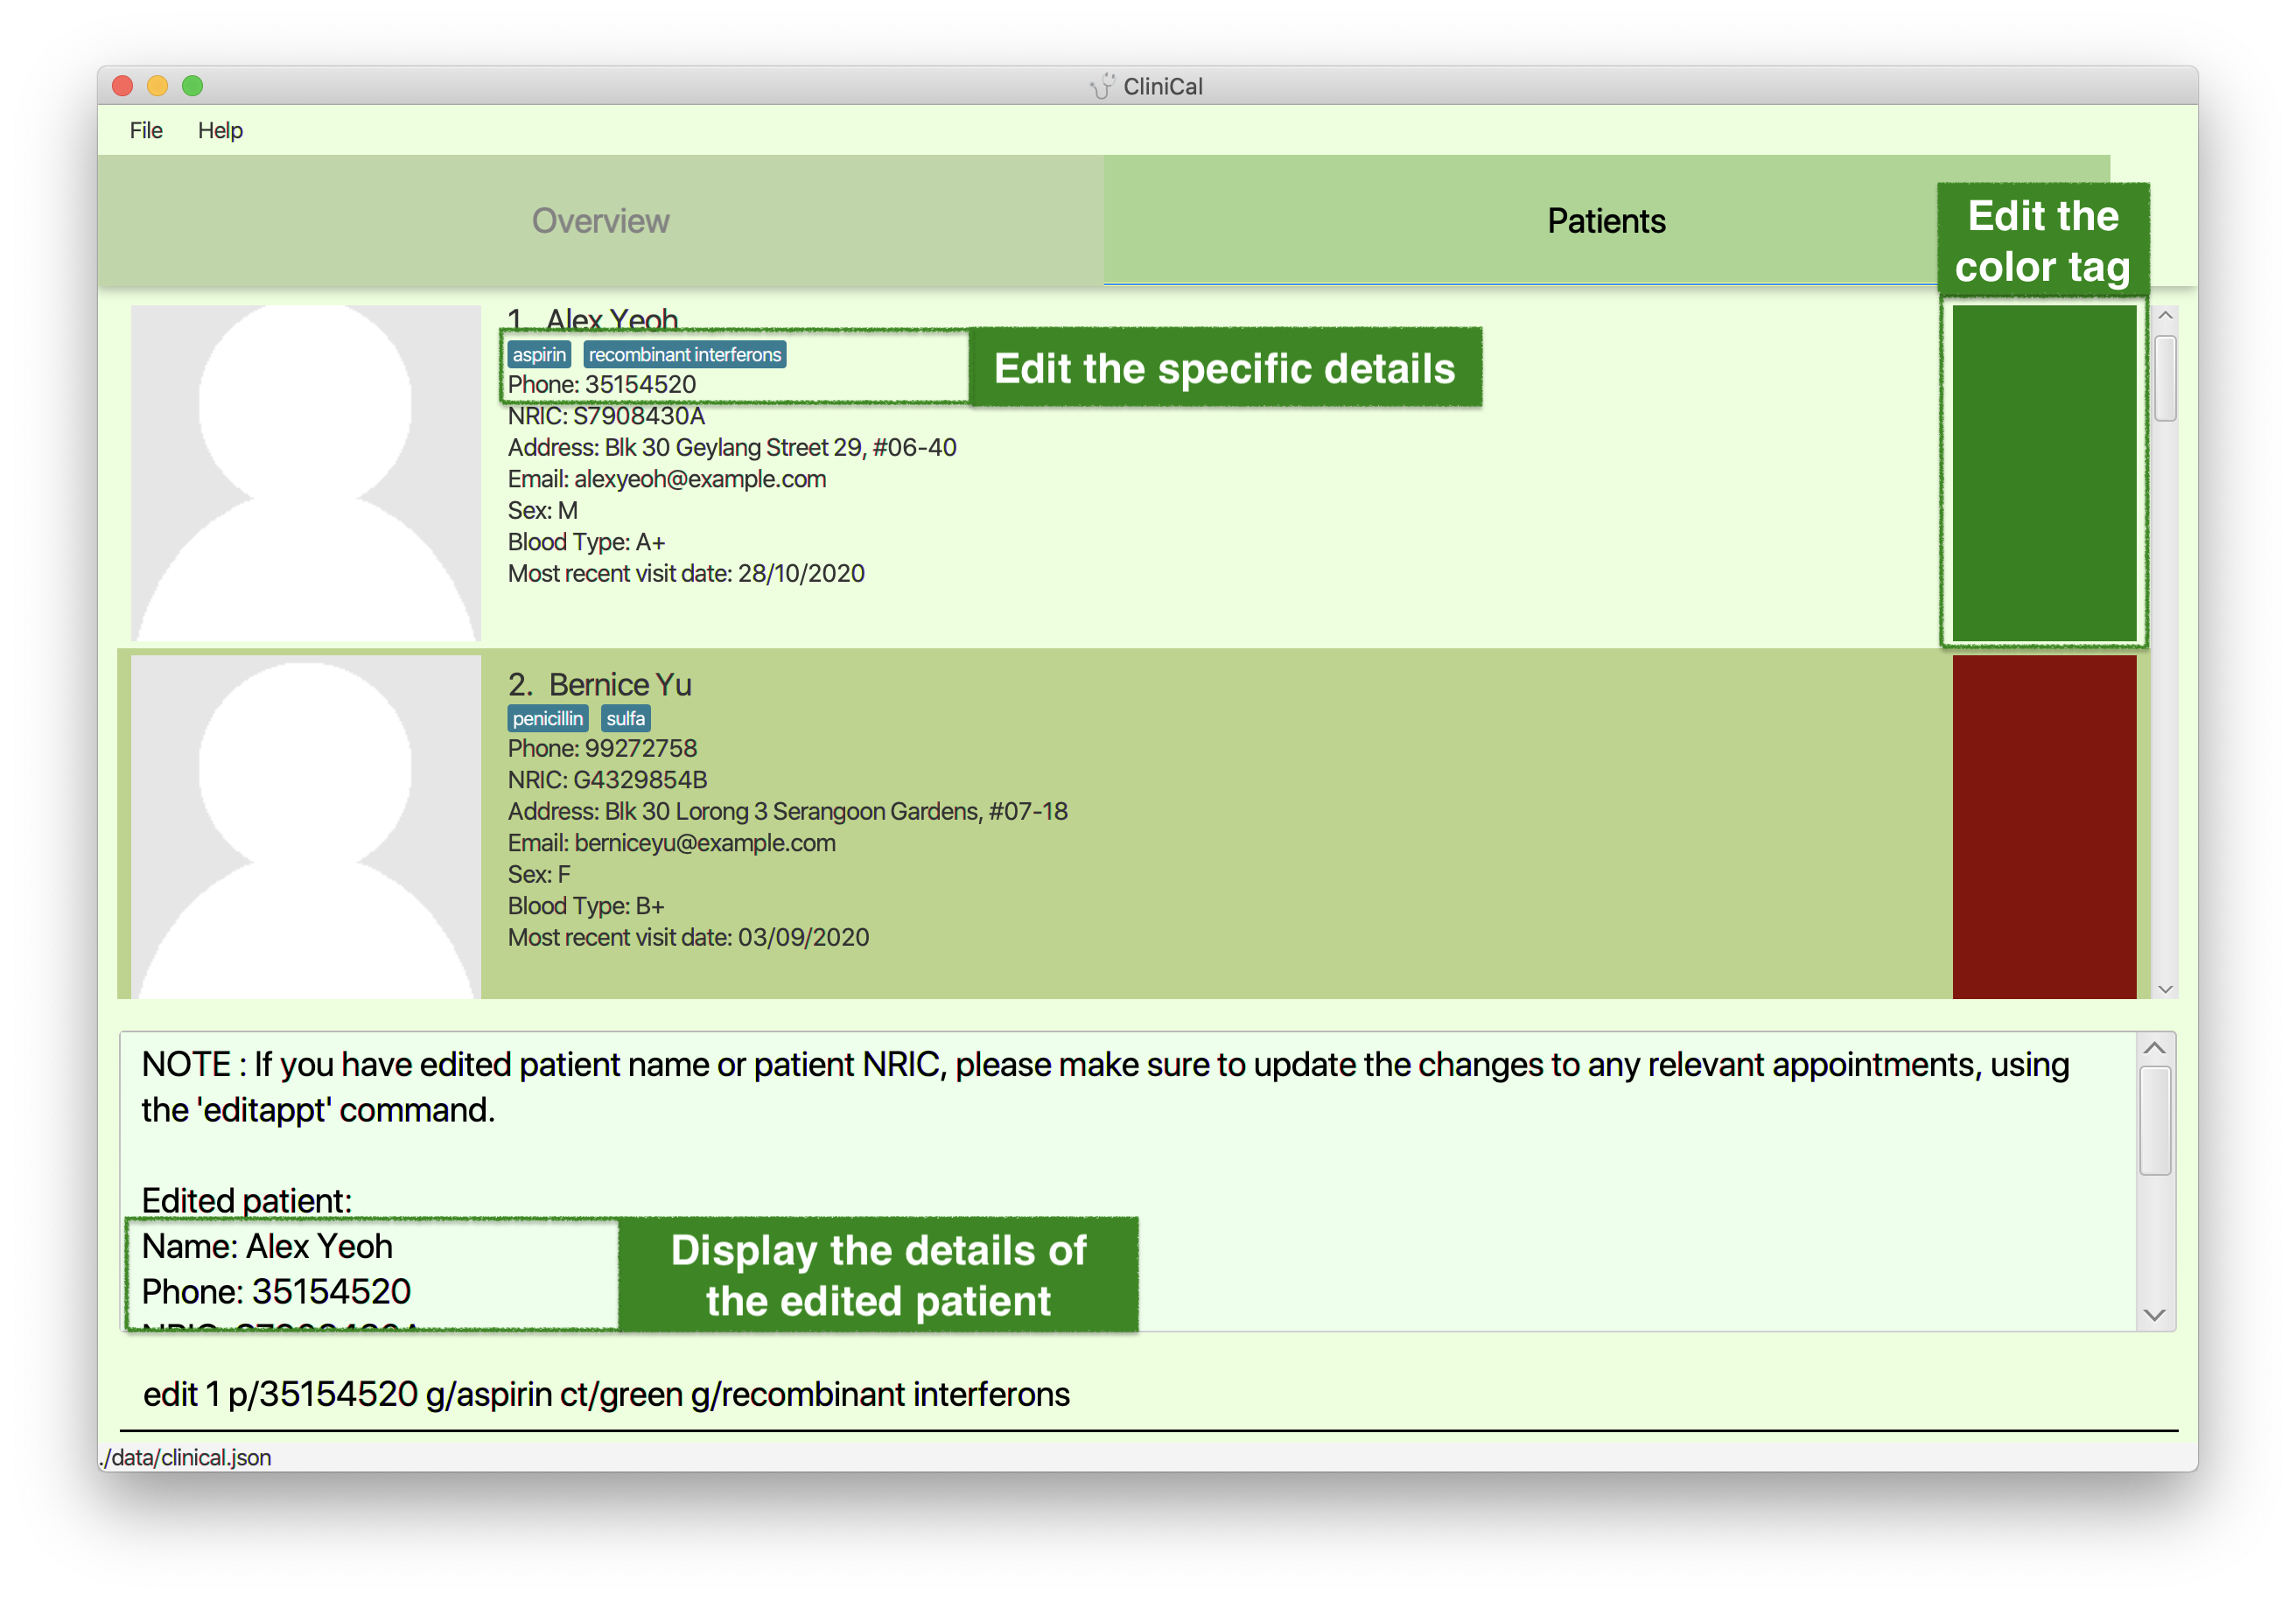 CliniCal
File Help
Overview
Patients
Edit the
color tag
1. Alex Yeoh
aspirin recombinant interferons
Edit the specific details
Phone: 35154520
NRIC: S7908430A
Address: Blk 30 Geylang Street 29, #06-40
Email: alexyeoh@example.com
Sex: M
Blood Type: A+
Most recent visit date: 28/10/2020
2. Bernice Yu
penicillin sulfa
Phone: 99272758
NRIC: G4329854B
Address: Blk 30 Lorong 3 Serangoon Gardens, #07-18
Email: berniceyu@example.com
Sex: F
Blood Type: B+
Most recent visit date: 03/09/2020
NOTE : If you have edited patient name or patient NRIC, please make sure to update the changes to any relevant appointments, using
the 'editappt' command.
Edited patient:
Name: Alex Yeoh
Phone: 35154520
Display the details of
the edited patient
edit 1 p/35154520 g/aspirin ct/green g/recombinant interferons
./data/clinical.json